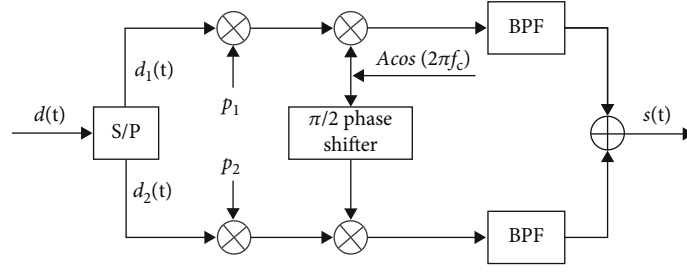 BPF
d₁(t)
Acos (2πf꜀)
p₁
d(t)
S/P
π/2 phase
shifter
s(t)
p₂
d₂(t)
BPF